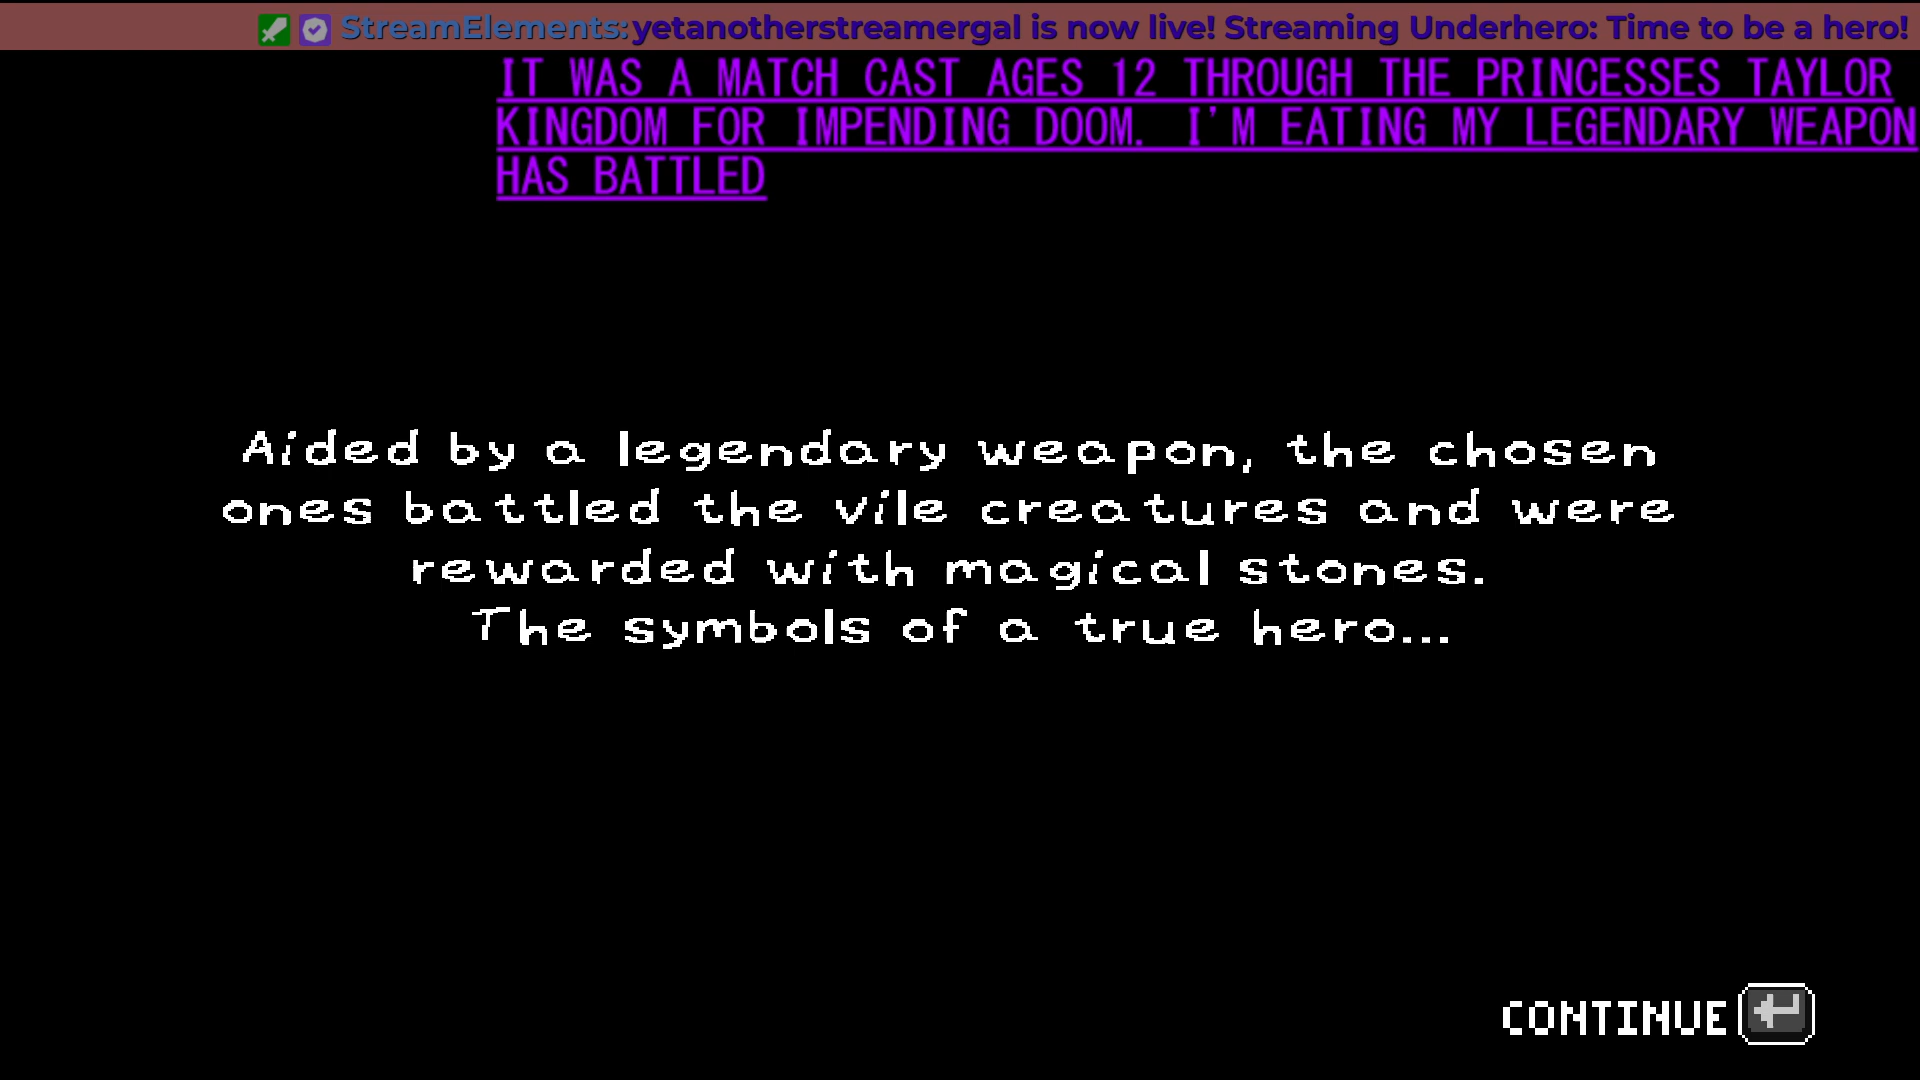 StreamElements: yetanotherstreamergal is now live! Streaming Underhero: Time to be a hero!
IT WAS A MATCH CAST AGES 12 THROUGH THE PRINCESSES TAYLOR
KINGDOM FOR IMPENDING DOOM. I'M EATING MY LEGENDARY WEAPON
HAS BATTLED
Aided by a legendary weapon, the chosen
ones battled the vile creatures and were
rewarded with magical stones.
The symbols of a true hero...
CONTINUE